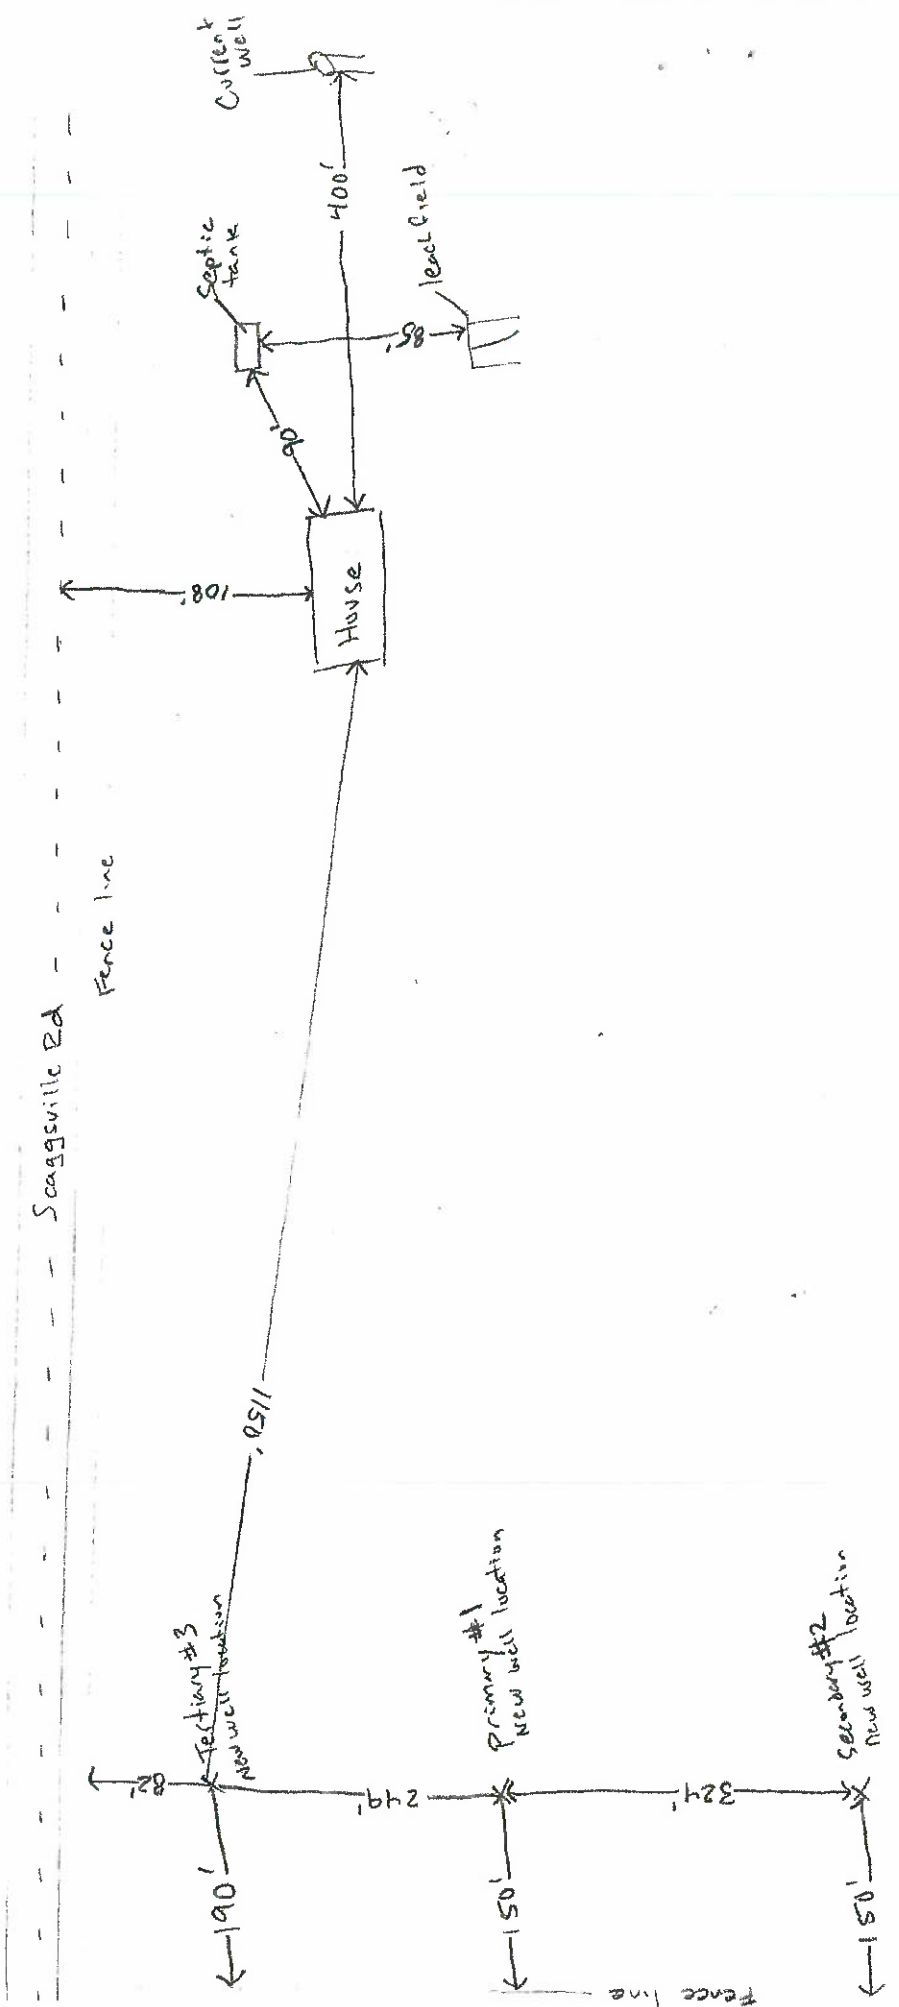 Scaggsville Rd
Fence line
Current
well
Septic
tank
400'
leach field
85'
90'
108'
House
1150'
Tertiary #3
New well location
82'
190'
249'
Primary #1
New well location
150'
324'
Secondary #2
new well location
150'
Fence line